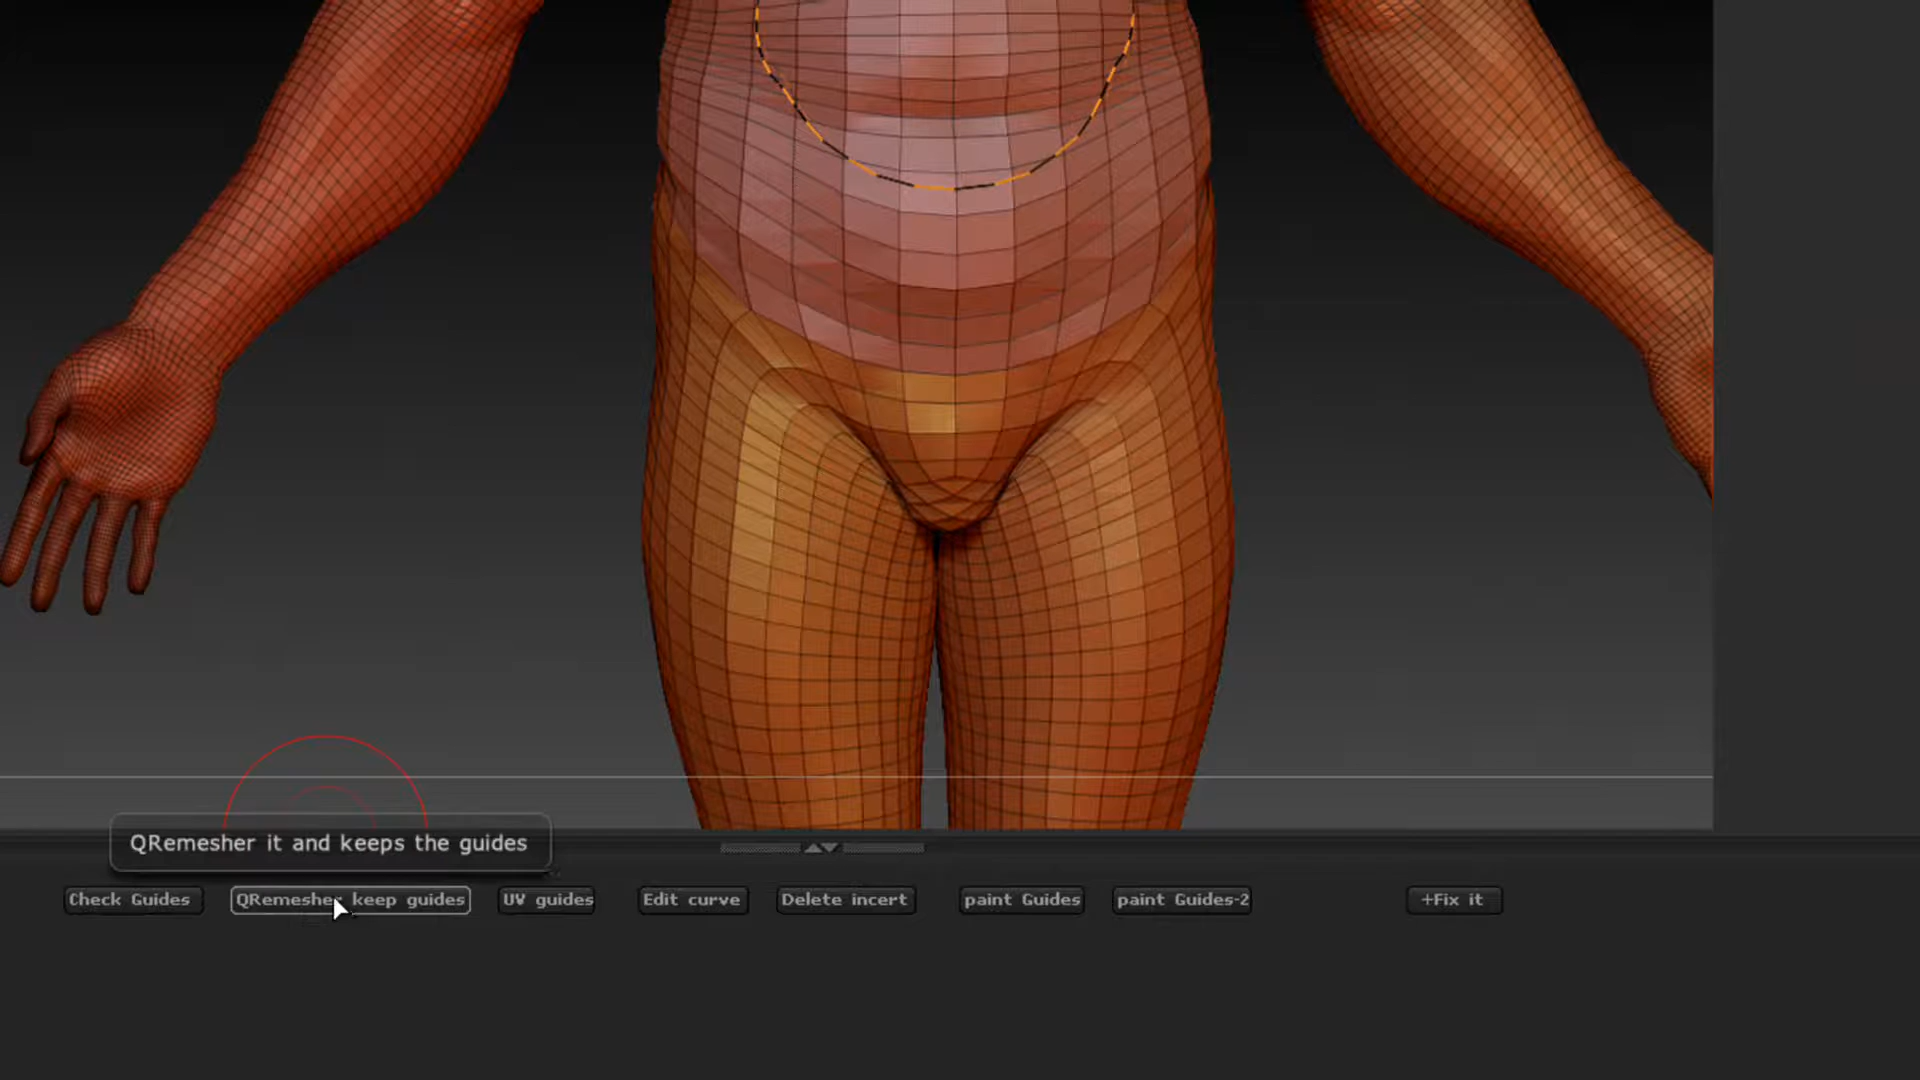 QRemesher it and keeps the guides
Check Guides
QRemesher keep guides
UV guides
Edit curve
Delete incert
paint Guides
paint Guides-2
+Fix it